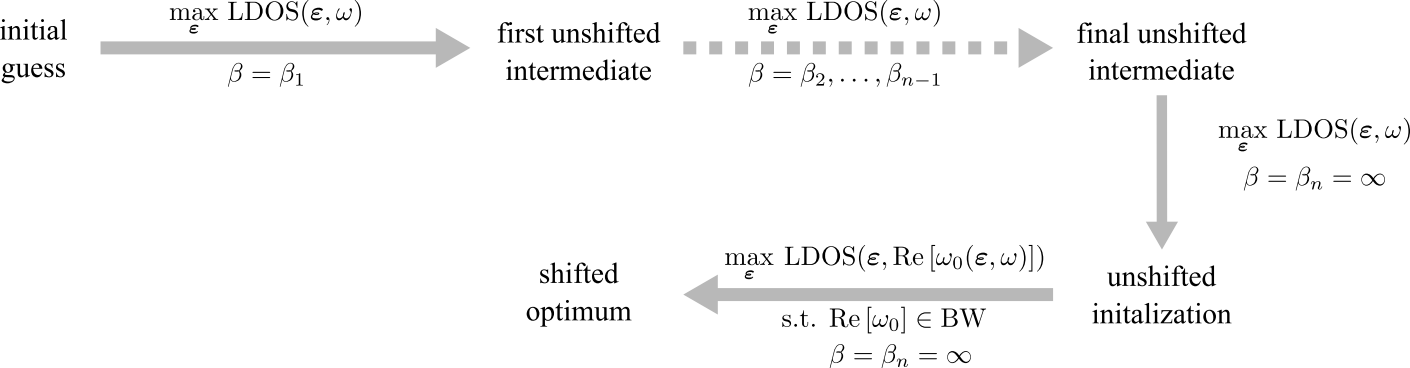 initial
guess
max LDOS(ε, ω)
ε
β = β₁
first unshifted
intermediate
max LDOS(ε, ω)
ε
β = β₂, . . . , βₙ₋₁
final unshifted
intermediate
max LDOS(ε, ω)
ε
β = βₙ = ∞
unshifted
initalization
max LDOS(ε, Re [ω₀(ε, ω)])
ε
s.t. Re [ω₀] ∈ BW
β = βₙ = ∞
shifted
optimum